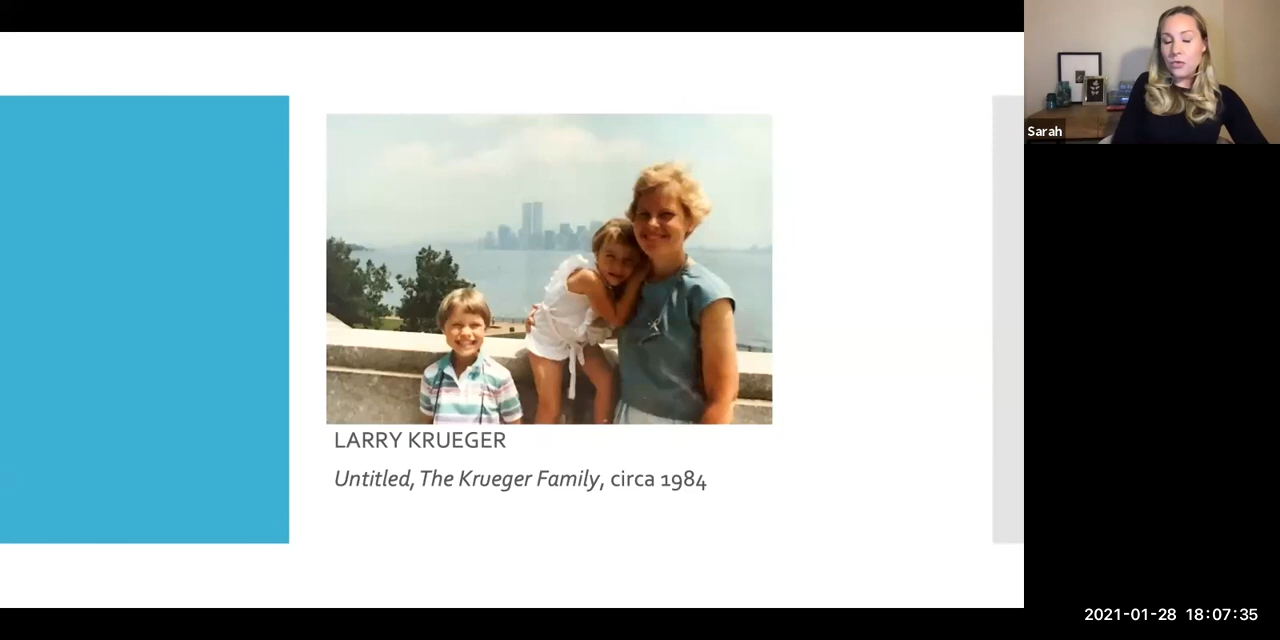 Sarah
LARRY KRUEGER
Untitled, The Krueger Family, circa 1984
2021-01-28 18:07:35